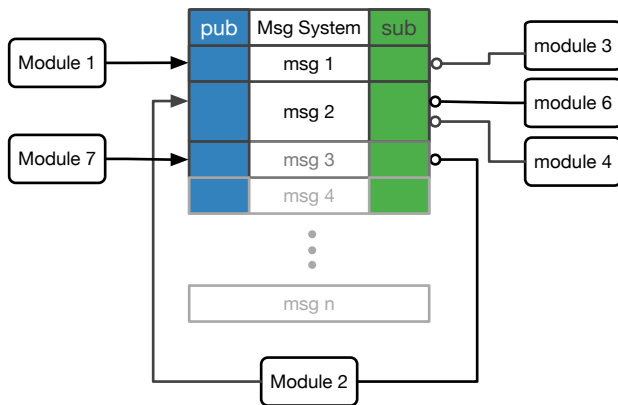 pub Msg System sub
Module 1
msg 1
module 3
msg 2
module 6
Module 7
msg 3
module 4
msg 4
msg n
Module 2